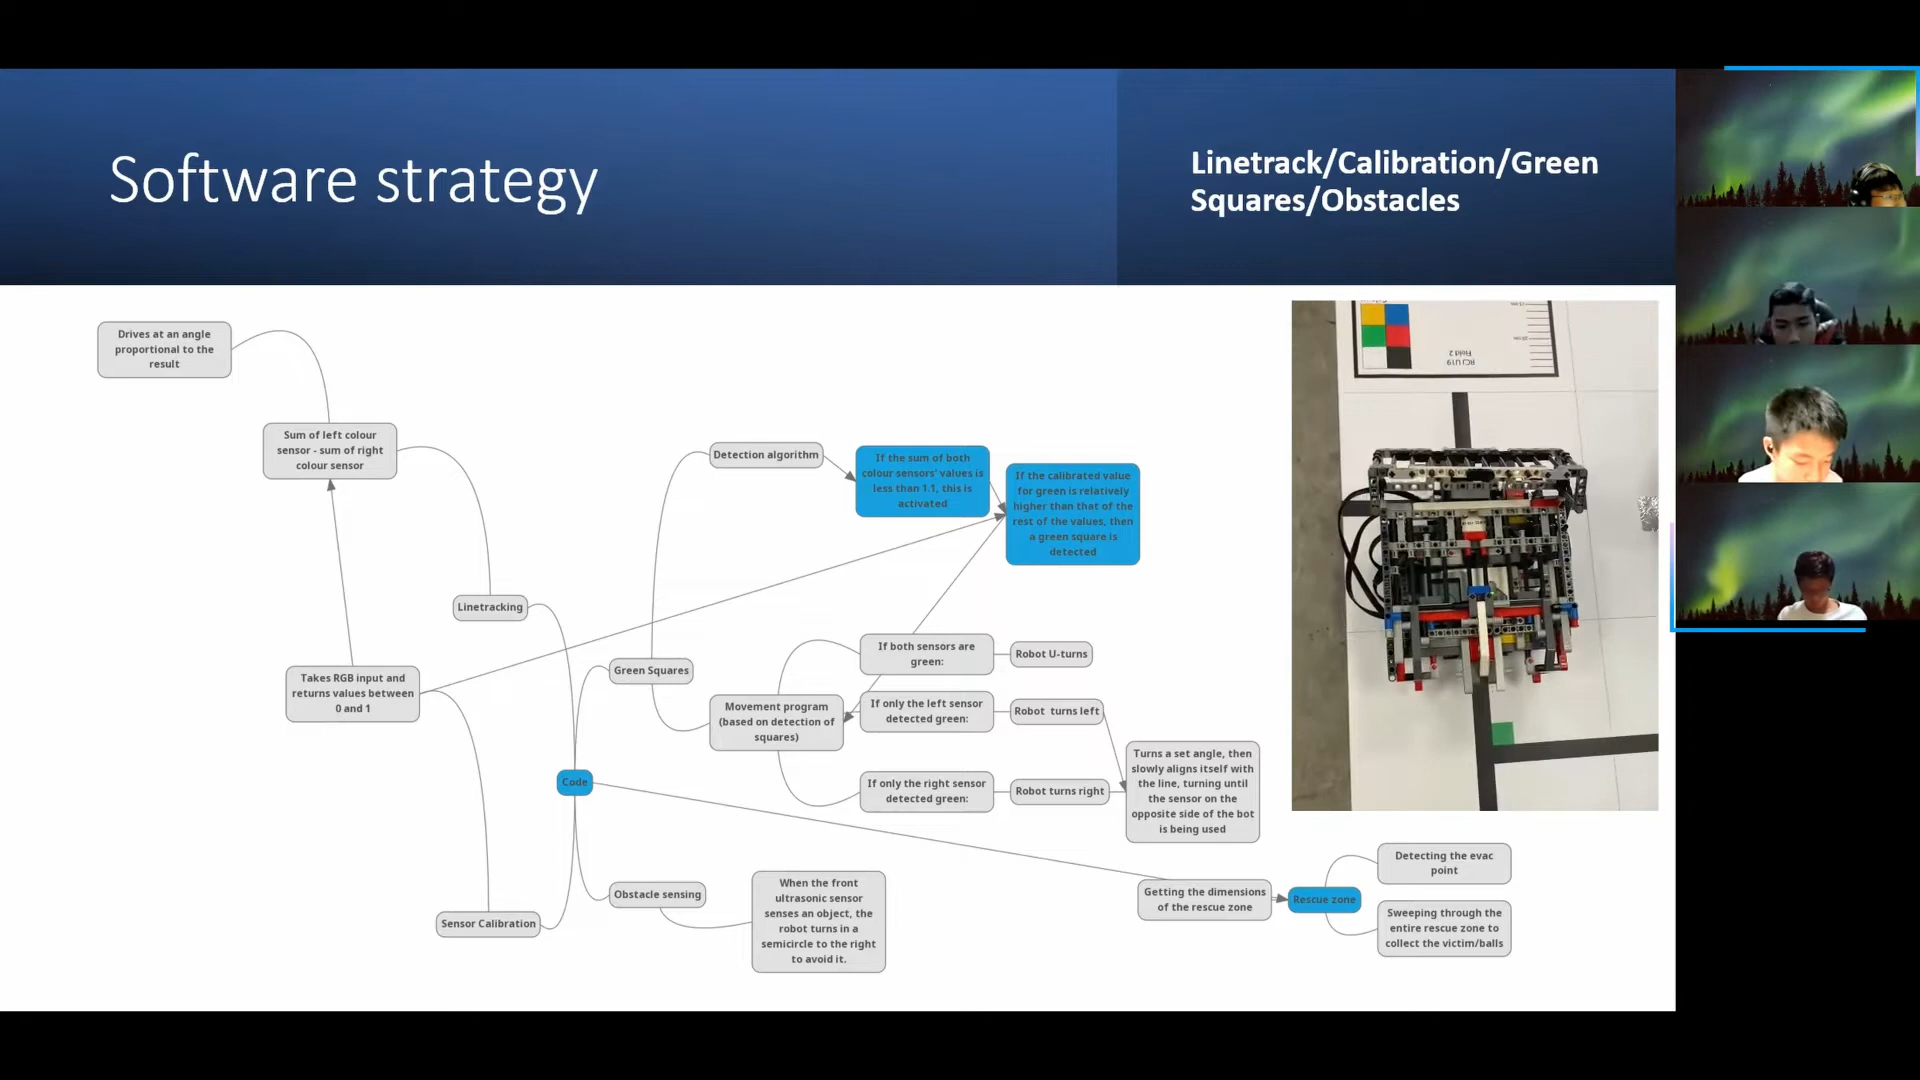 Software strategy
Linetrack/Calibration/Green
Squares/Obstacles
Drives at an angle
proportional to the
result
Sum of left colour
sensor - sum of right
colour sensor
Linetracking
Takes RGB input and
returns values between
0 and 1
Sensor Calibration
Code
Green Squares
Detection algorithm
If the sum of both
colour sensors' values is
less than 1.1, this is
activated
If the calibrated value
for green is relatively
higher than that of the
rest of the values, then
a green square is
detected
Movement program
(based on detection of
squares)
If both sensors are
green:
Robot U-turns
If only the left sensor
detected green:
Robot turns left
If only the right sensor
detected green:
Robot turns right
Turns a set angle, then
slowly aligns itself with
the line, turning until
the sensor on the
opposite side of the bot
is being used
Obstacle sensing
When the front
ultrasonic sensor
senses an object, the
robot turns in a
semicircle to the right
to avoid it.
Getting the dimensions
of the rescue zone
Rescue zone
Detecting the evac
point
Sweeping through the
entire rescue zone to
collect the victim/balls
20 cm
Field 2
RCJ U19